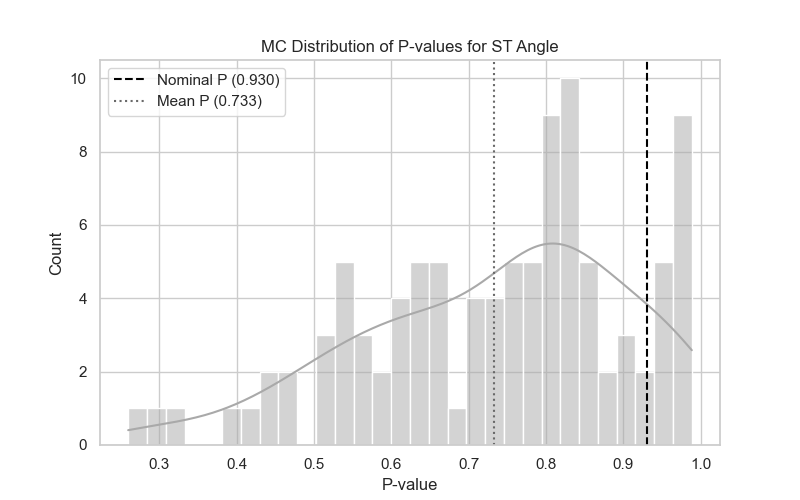 MC Distribution of P-values for ST Angle
Nominal P (0.930)
Mean P (0.733)
Count
10
8
6
4
2
0
0.3 0.4 0.5 0.6 0.7 0.8 0.9 1.0
P-value